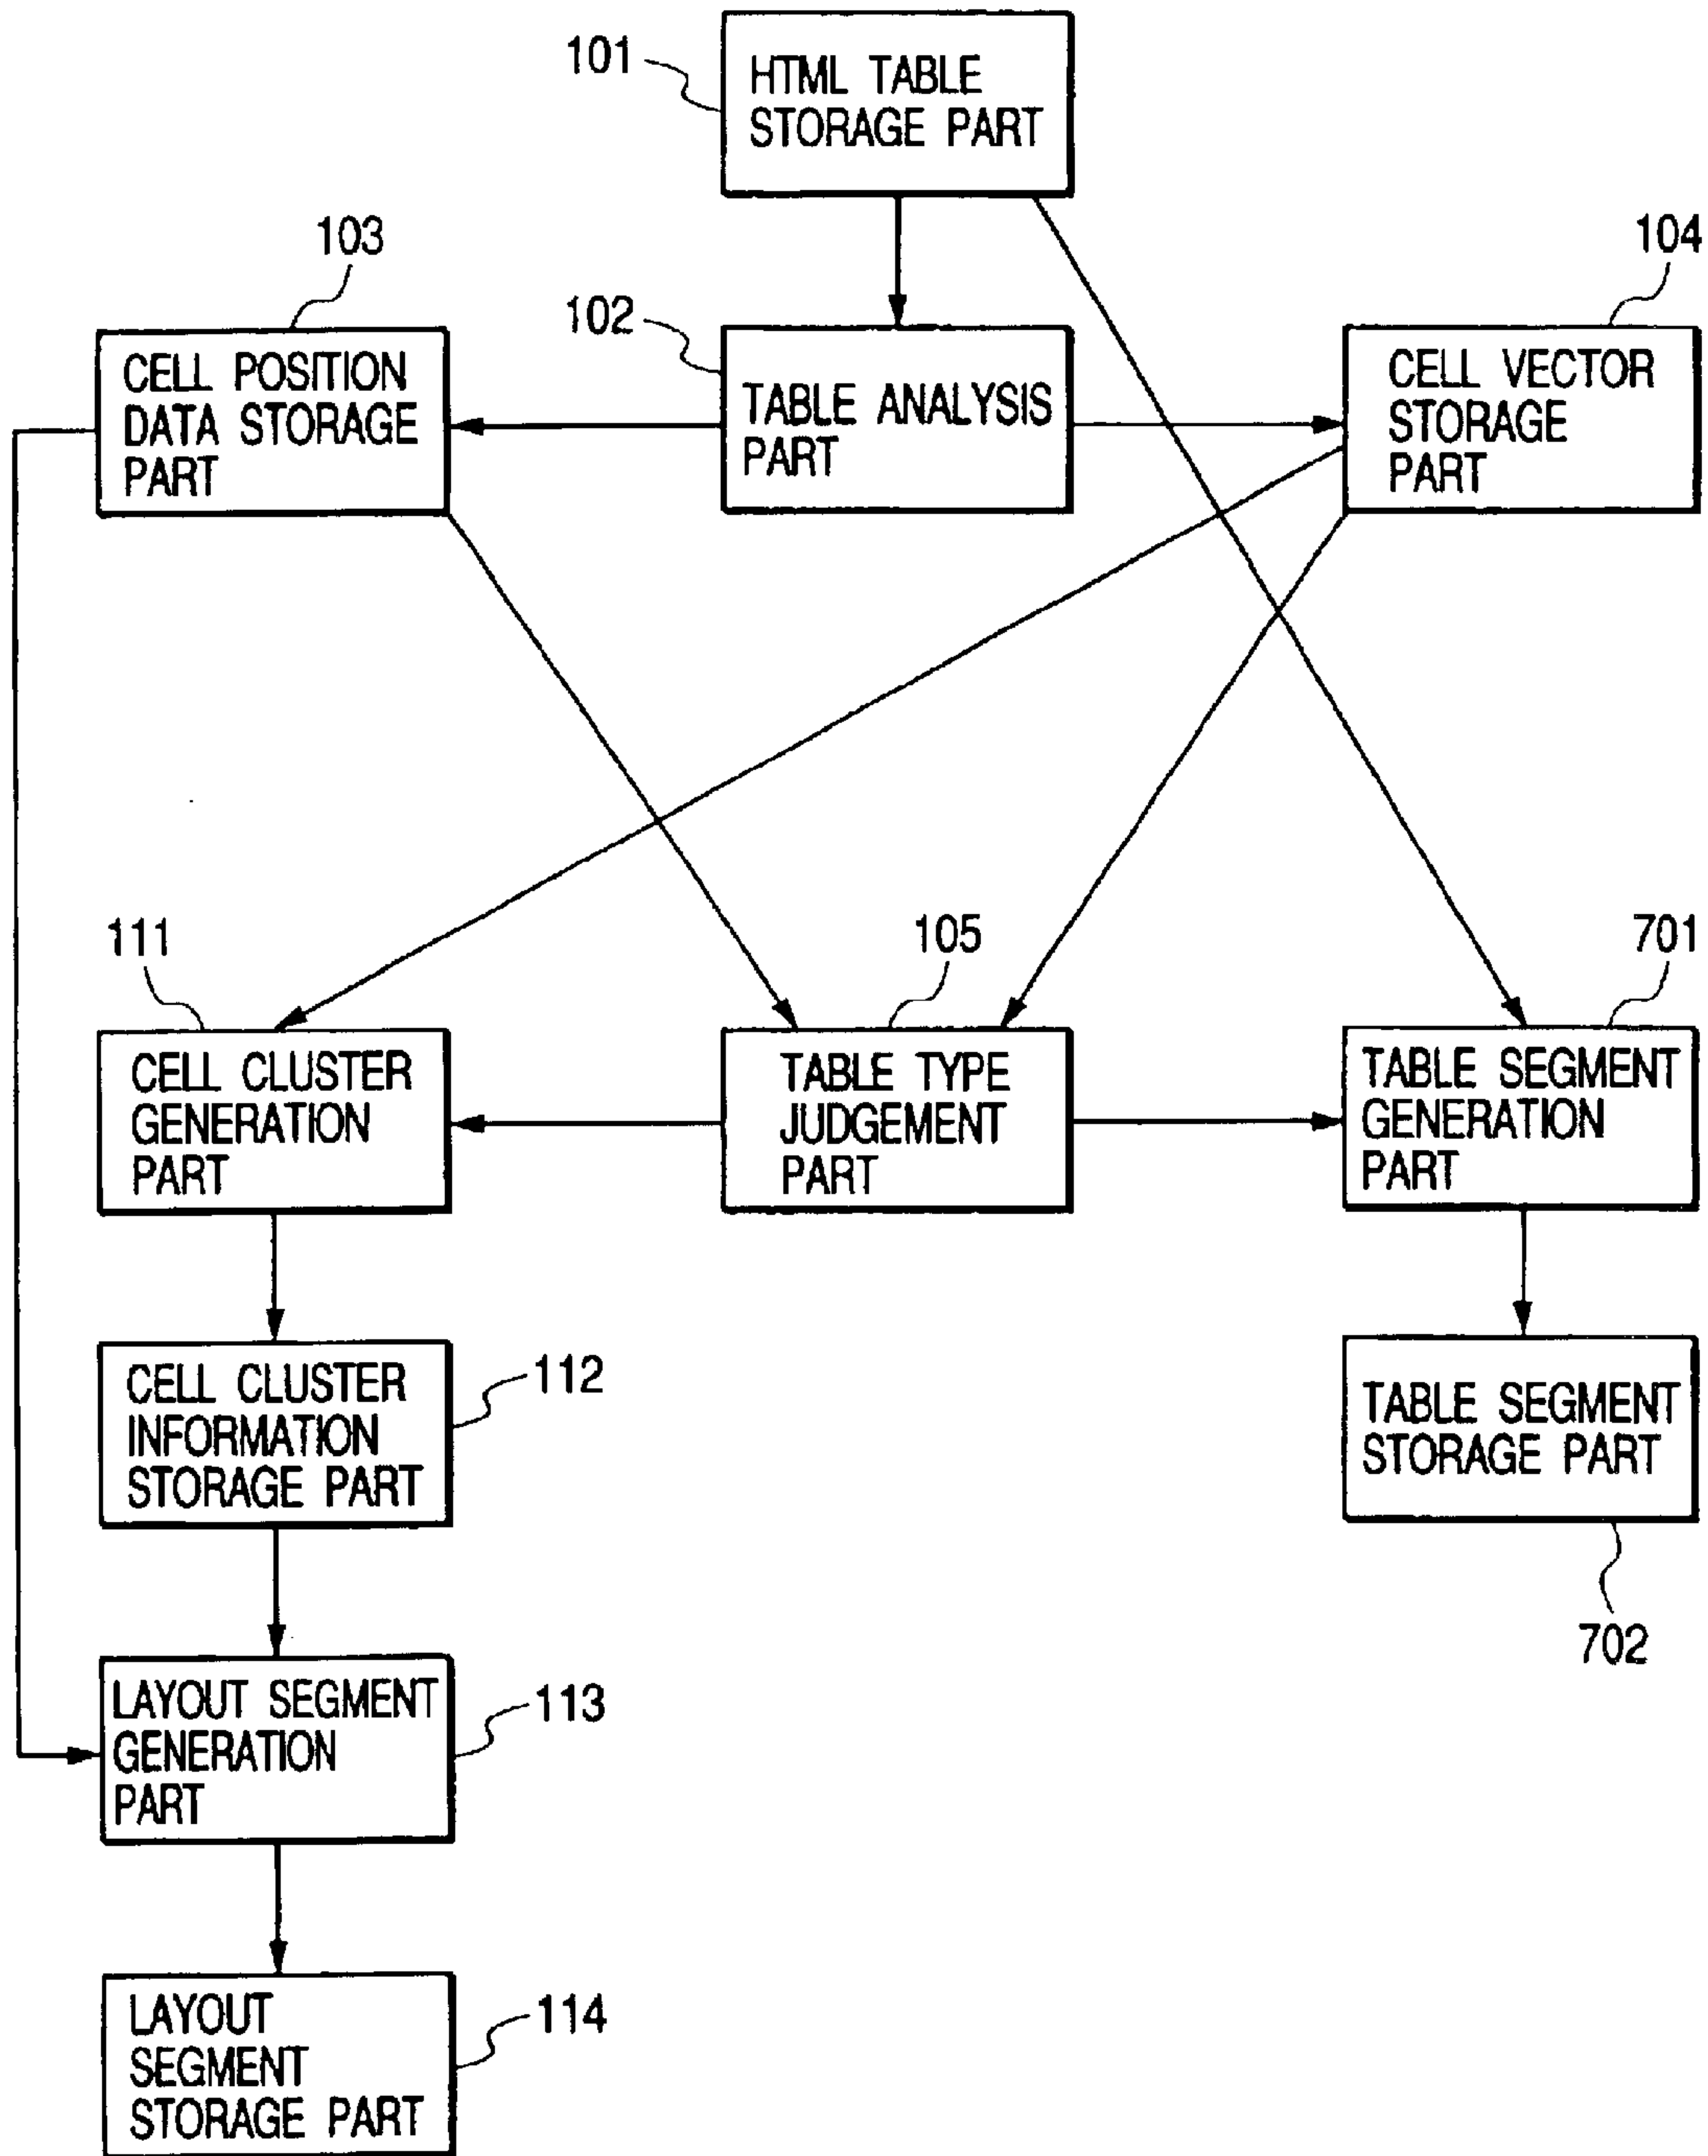 101
HTML TABLE
STORAGE PART
103
104
102
CELL POSITION
DATA STORAGE
PART
TABLE ANALYSIS
PART
CELL VECTOR
STORAGE
PART
111
105
701
CELL CLUSTER
GENERATION
PART
TABLE TYPE
JUDGEMENT
PART
TABLE SEGMENT
GENERATION
PART
CELL CLUSTER
INFORMATION
STORAGE PART
112
TABLE SEGMENT
STORAGE PART
702
LAYOUT SEGMENT
GENERATION
PART
113
LAYOUT
SEGMENT
STORAGE PART
114